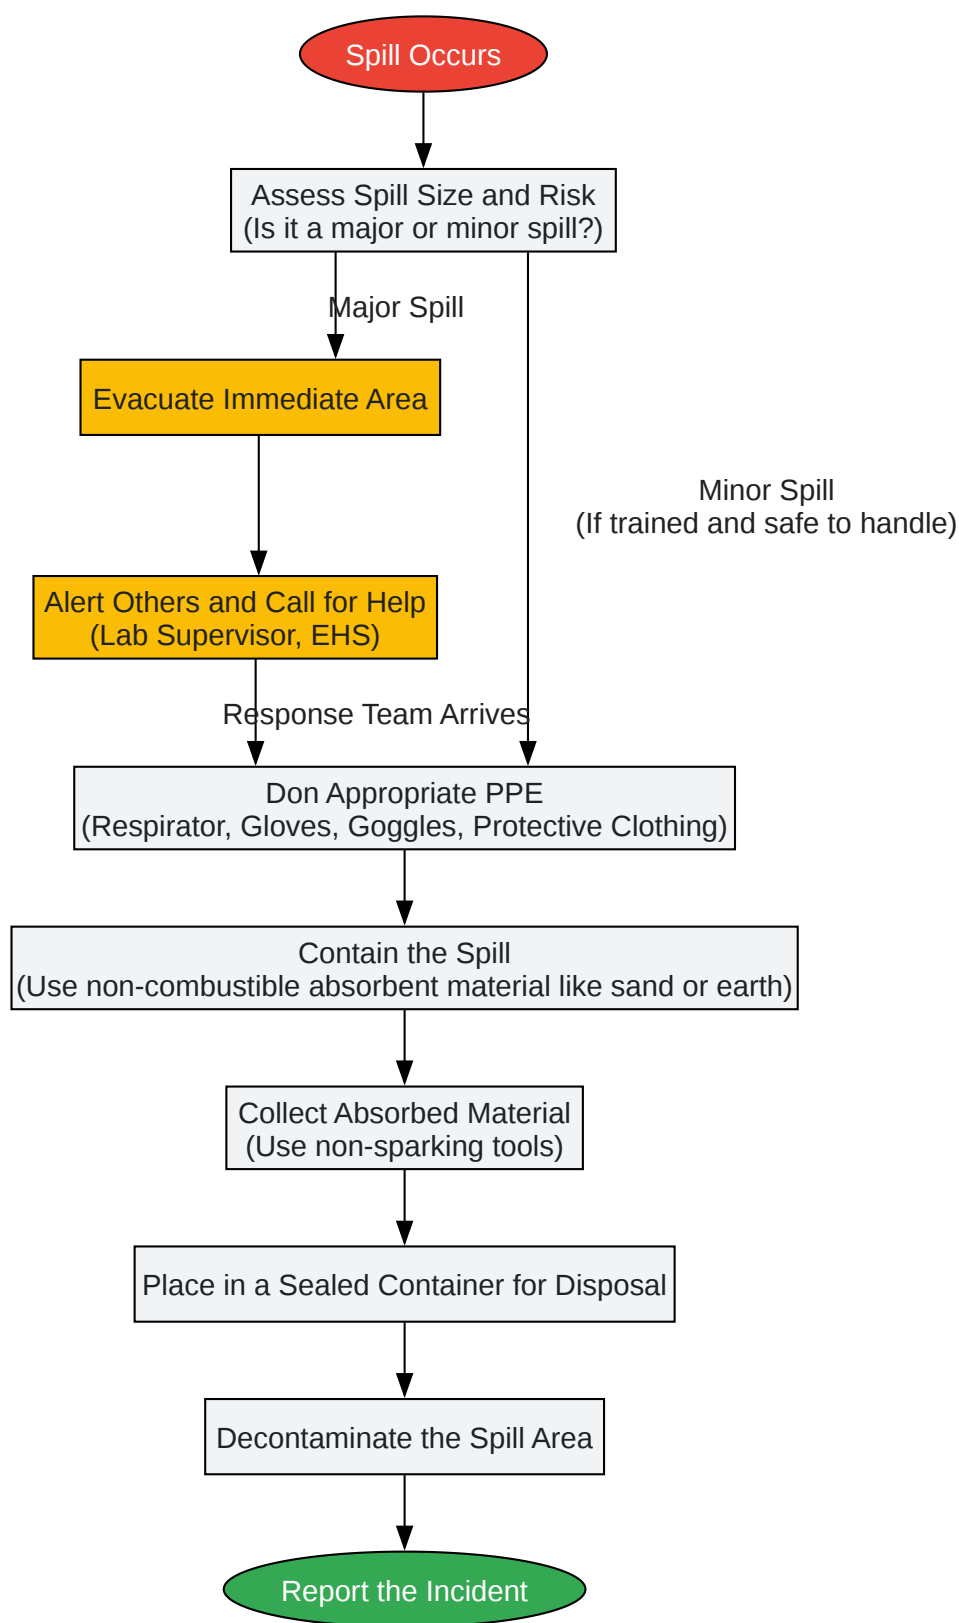 Spill Occurs
Assess Spill Size and Risk
(Is it a major or minor spill?)
Major Spill
Evacuate Immediate Area
Minor Spill
(If trained and safe to handle)
Alert Others and Call for Help
(Lab Supervisor, EHS)
Response Team Arrives
Don Appropriate PPE
(Respirator, Gloves, Goggles, Protective Clothing)
Contain the Spill
(Use non-combustible absorbent material like sand or earth)
Collect Absorbed Material
(Use non-sparking tools)
Place in a Sealed Container for Disposal
Decontaminate the Spill Area
Report the Incident